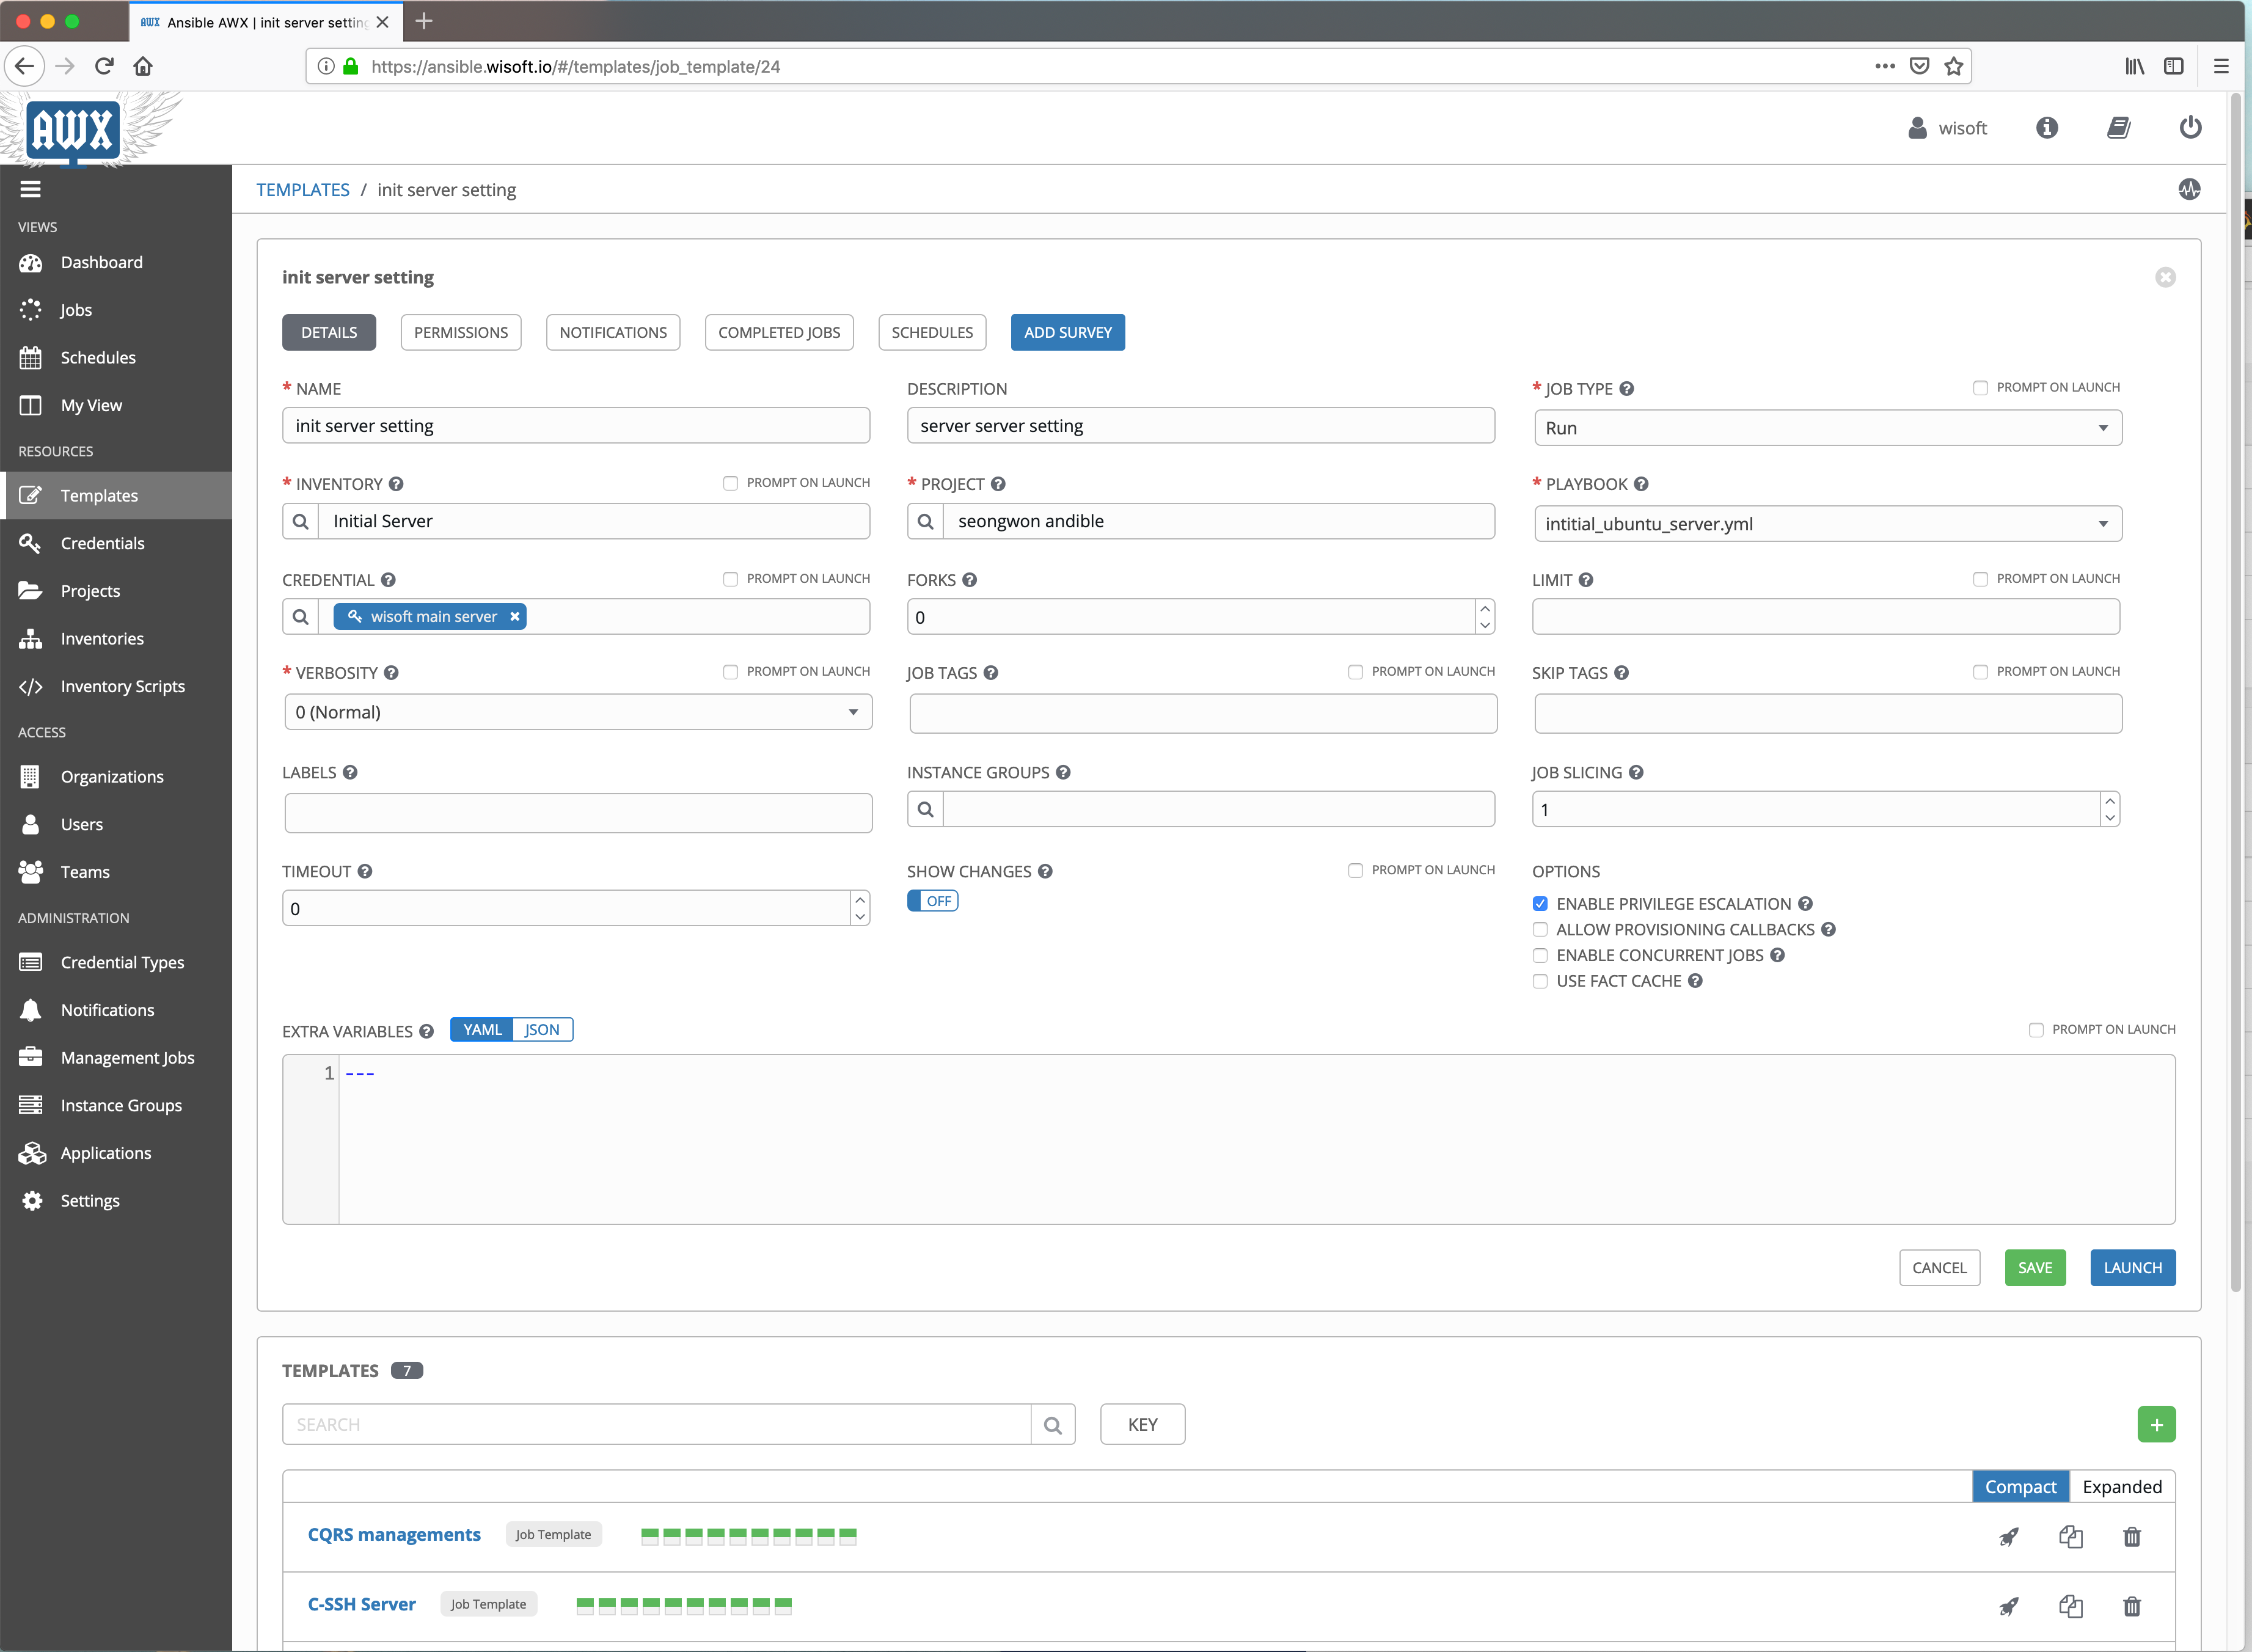 AWX Ansible AWX | init server setting
https://ansible.wisoft.io/#/templates/job_template/24
AWX
wisoft
TEMPLATES / init server setting
VIEWS
Dashboard
Jobs
Schedules
My View
RESOURCES
Templates
Credentials
Projects
Inventories
Inventory Scripts
ACCESS
Organizations
Users
Teams
ADMINISTRATION
Credential Types
Notifications
Management Jobs
Instance Groups
Applications
Settings
init server setting
DETAILS PERMISSIONS NOTIFICATIONS COMPLETED JOBS SCHEDULES ADD SURVEY
* NAME
init server setting
DESCRIPTION
server server setting
* JOB TYPE PROMPT ON LAUNCH
Run
* INVENTORY PROMPT ON LAUNCH
Initial Server
* PROJECT
seongwon andible
* PLAYBOOK
intitial_ubuntu_server.yml
CREDENTIAL PROMPT ON LAUNCH
wisoft main server
FORKS
0
LIMIT PROMPT ON LAUNCH
* VERBOSITY PROMPT ON LAUNCH
0 (Normal)
JOB TAGS PROMPT ON LAUNCH
SKIP TAGS PROMPT ON LAUNCH
LABELS
INSTANCE GROUPS
JOB SLICING
1
TIMEOUT
0
SHOW CHANGES PROMPT ON LAUNCH
OFF
OPTIONS
ENABLE PRIVILEGE ESCALATION
ALLOW PROVISIONING CALLBACKS
ENABLE CONCURRENT JOBS
USE FACT CACHE
EXTRA VARIABLES YAML JSON PROMPT ON LAUNCH
1 ---
CANCEL SAVE LAUNCH
TEMPLATES 7
SEARCH KEY +
Compact Expanded
CQRS managements Job Template
C-SSH Server Job Template